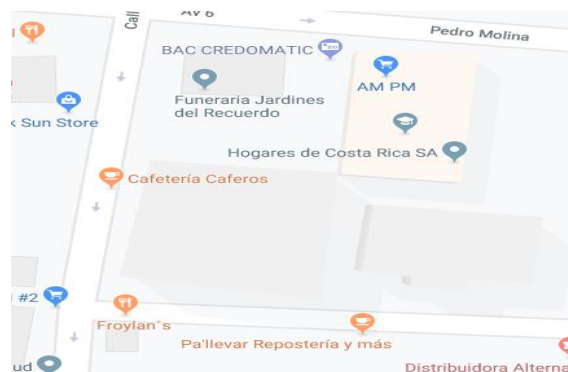 Av 6
Call
Pedro Molina
BAC CREDOMATIC
AM PM
Funeraria Jardines
del Recuerdo
Sun Store
Hogares de Costa Rica SA
Cafetería Caferos
#2
Froylan´s
Pa'llevar Repostería y más
Distribuidora Alterna